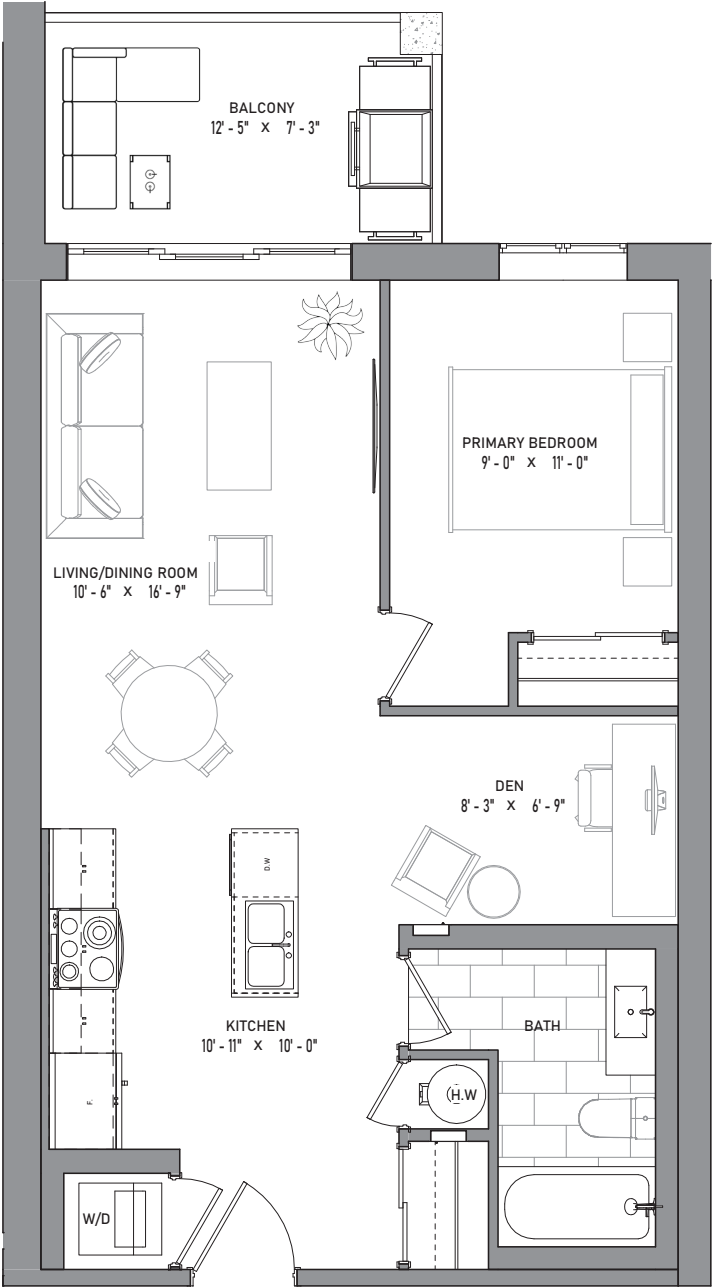 BALCONY
12' - 5" X 7' - 3"
PRIMARY BEDROOM
9' - 0" X 11' - 0"
LIVING/DINING ROOM
10' - 6" X 16' - 9"
DEN
8' - 3" X 6' - 9"
D.W
KITCHEN
10' - 11" X 10' - 0"
BATH
H.W
F.
W/D